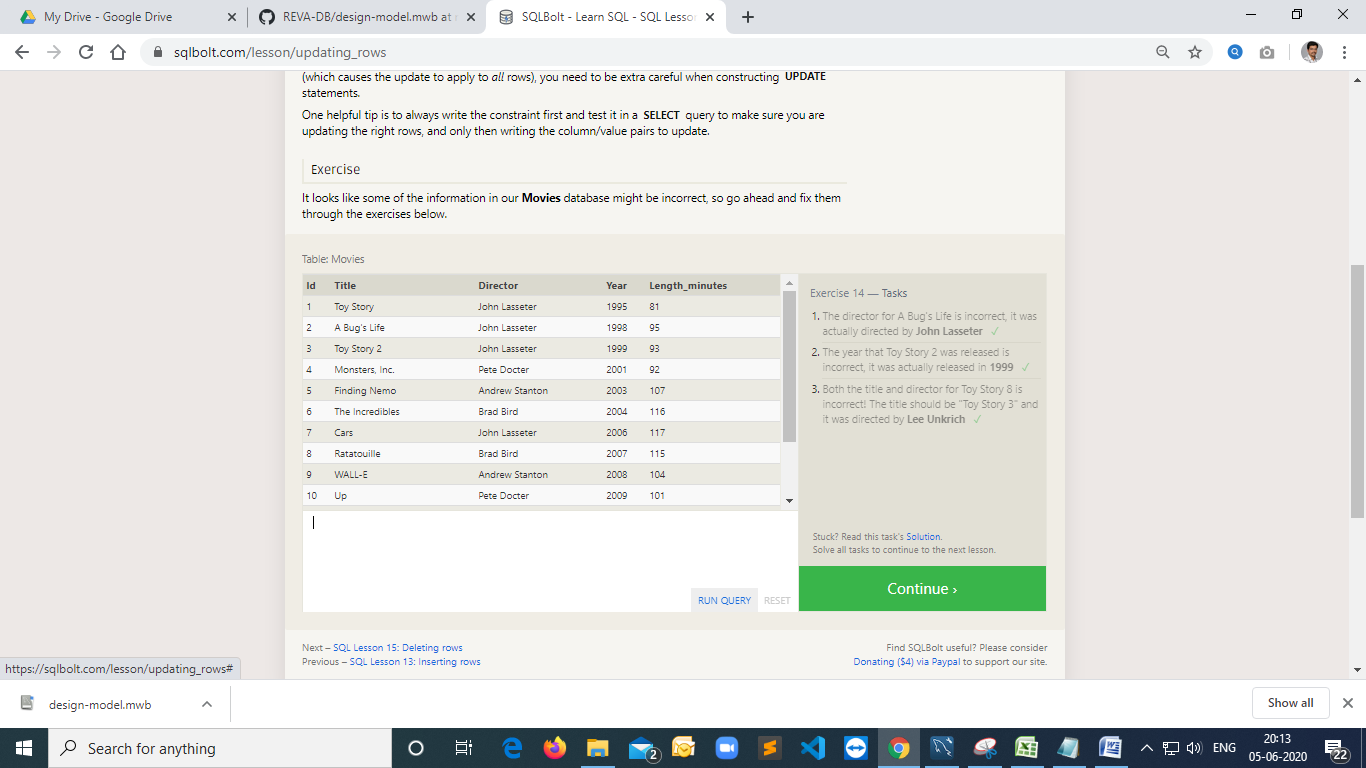 My Drive - Google Drive
REVA-DB/design-model.mwb at
SQLBolt - Learn SQL - SQL Lesson
sqlbolt.com/lesson/updating_rows
(which causes the update to apply to all rows), you need to be extra careful when constructing UPDATE
statements.
One helpful tip is to always write the constraint first and test it in a SELECT query to make sure you are
updating the right rows, and only then writing the column/value pairs to update.
Exercise
It looks like some of the information in our Movies database might be incorrect, so go ahead and fix them
through the exercises below.
Table: Movies
Id Title Director Year Length_minutes
1 Toy Story John Lasseter 1995 81
2 A Bug's Life John Lasseter 1998 95
3 Toy Story 2 John Lasseter 1999 93
4 Monsters, Inc. Pete Docter 2001 92
5 Finding Nemo Andrew Stanton 2003 107
6 The Incredibles Brad Bird 2004 116
7 Cars John Lasseter 2006 117
8 Ratatouille Brad Bird 2007 115
9 WALL-E Andrew Stanton 2008 104
10 Up Pete Docter 2009 101
RUN QUERY RESET
Exercise 14 — Tasks
1. The director for A Bug's Life is incorrect, it was
actually directed by John Lasseter ✓
2. The year that Toy Story 2 was released is
incorrect, it was actually released in 1999 ✓
3. Both the title and director for Toy Story 8 is
incorrect! The title should be "Toy Story 3" and
it was directed by Lee Unkrich ✓
Stuck? Read this task's Solution.
Solve all tasks to continue to the next lesson.
Continue ›
Next – SQL Lesson 15: Deleting rows
Previous – SQL Lesson 13: Inserting rows
Find SQLBolt useful? Please consider
Donating ($4) via Paypal to support our site.
https://sqlbolt.com/lesson/updating_rows#
design-model.mwb
Show all
Search for anything
2
ENG
20:13
05-06-2020
22